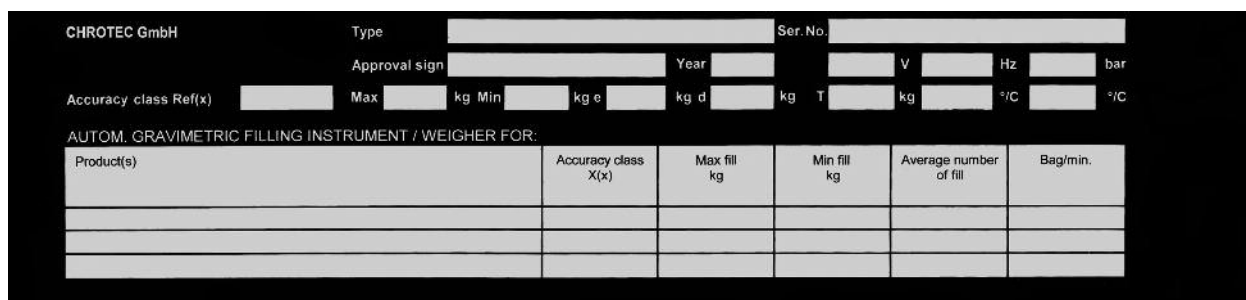 CHROTEC GmbH Type Ser. No.
Approval sign Year V Hz bar
Accuracy class Ref(x) Max kg Min kg e kg d kg T kg °/C °/C
AUTOM. GRAVIMETRIC FILLING INSTRUMENT / WEIGHER FOR:
Product(s) Accuracy class X(x) Max fill kg Min fill kg Average number of fill Bag/min.